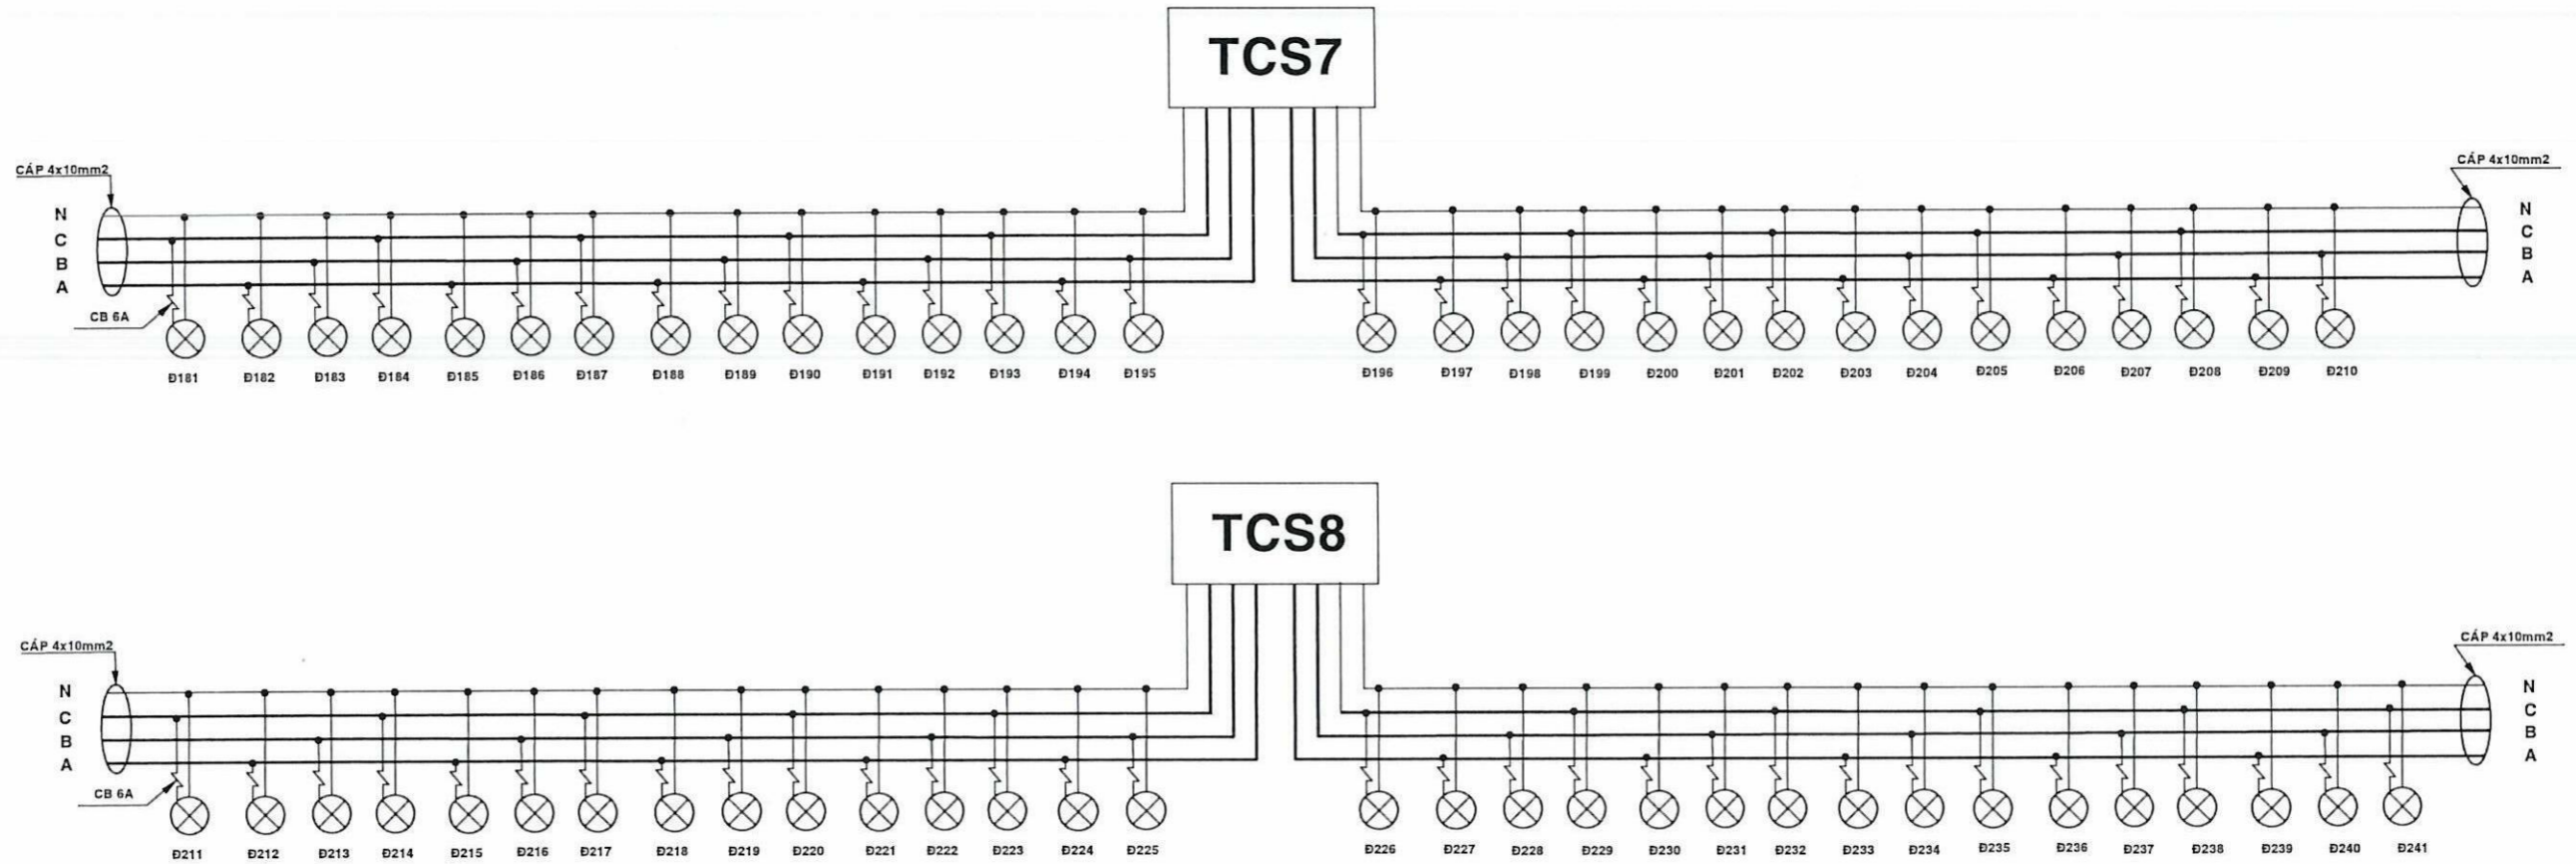 TCS7
CÁP 4x10mm2
CÁP 4x10mm2
N
C
B
A
N
C
B
A
CB 6A
Đ181 Đ182 Đ183 Đ184 Đ185 Đ186 Đ187 Đ188 Đ189 Đ190 Đ191 Đ192 Đ193 Đ194 Đ195 Đ196 Đ197 Đ198 Đ199 Đ200 Đ201 Đ202 Đ203 Đ204 Đ205 Đ206 Đ207 Đ208 Đ209 Đ210
TCS8
CÁP 4x10mm2
CÁP 4x10mm2
N
C
B
A
N
C
B
A
CB 6A
Đ211 Đ212 Đ213 Đ214 Đ215 Đ216 Đ217 Đ218 Đ219 Đ220 Đ221 Đ222 Đ223 Đ224 Đ225 Đ226 Đ227 Đ228 Đ229 Đ230 Đ231 Đ232 Đ233 Đ234 Đ235 Đ236 Đ237 Đ238 Đ239 Đ240 Đ241